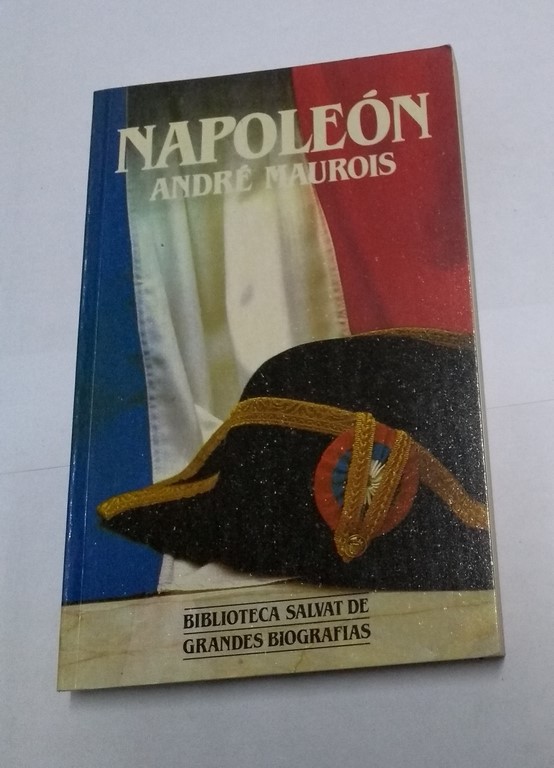 NAPOLEÓN
ANDRÉ MAUROIS
BIBLIOTECA SALVAT DE
GRANDES BIOGRAFIAS